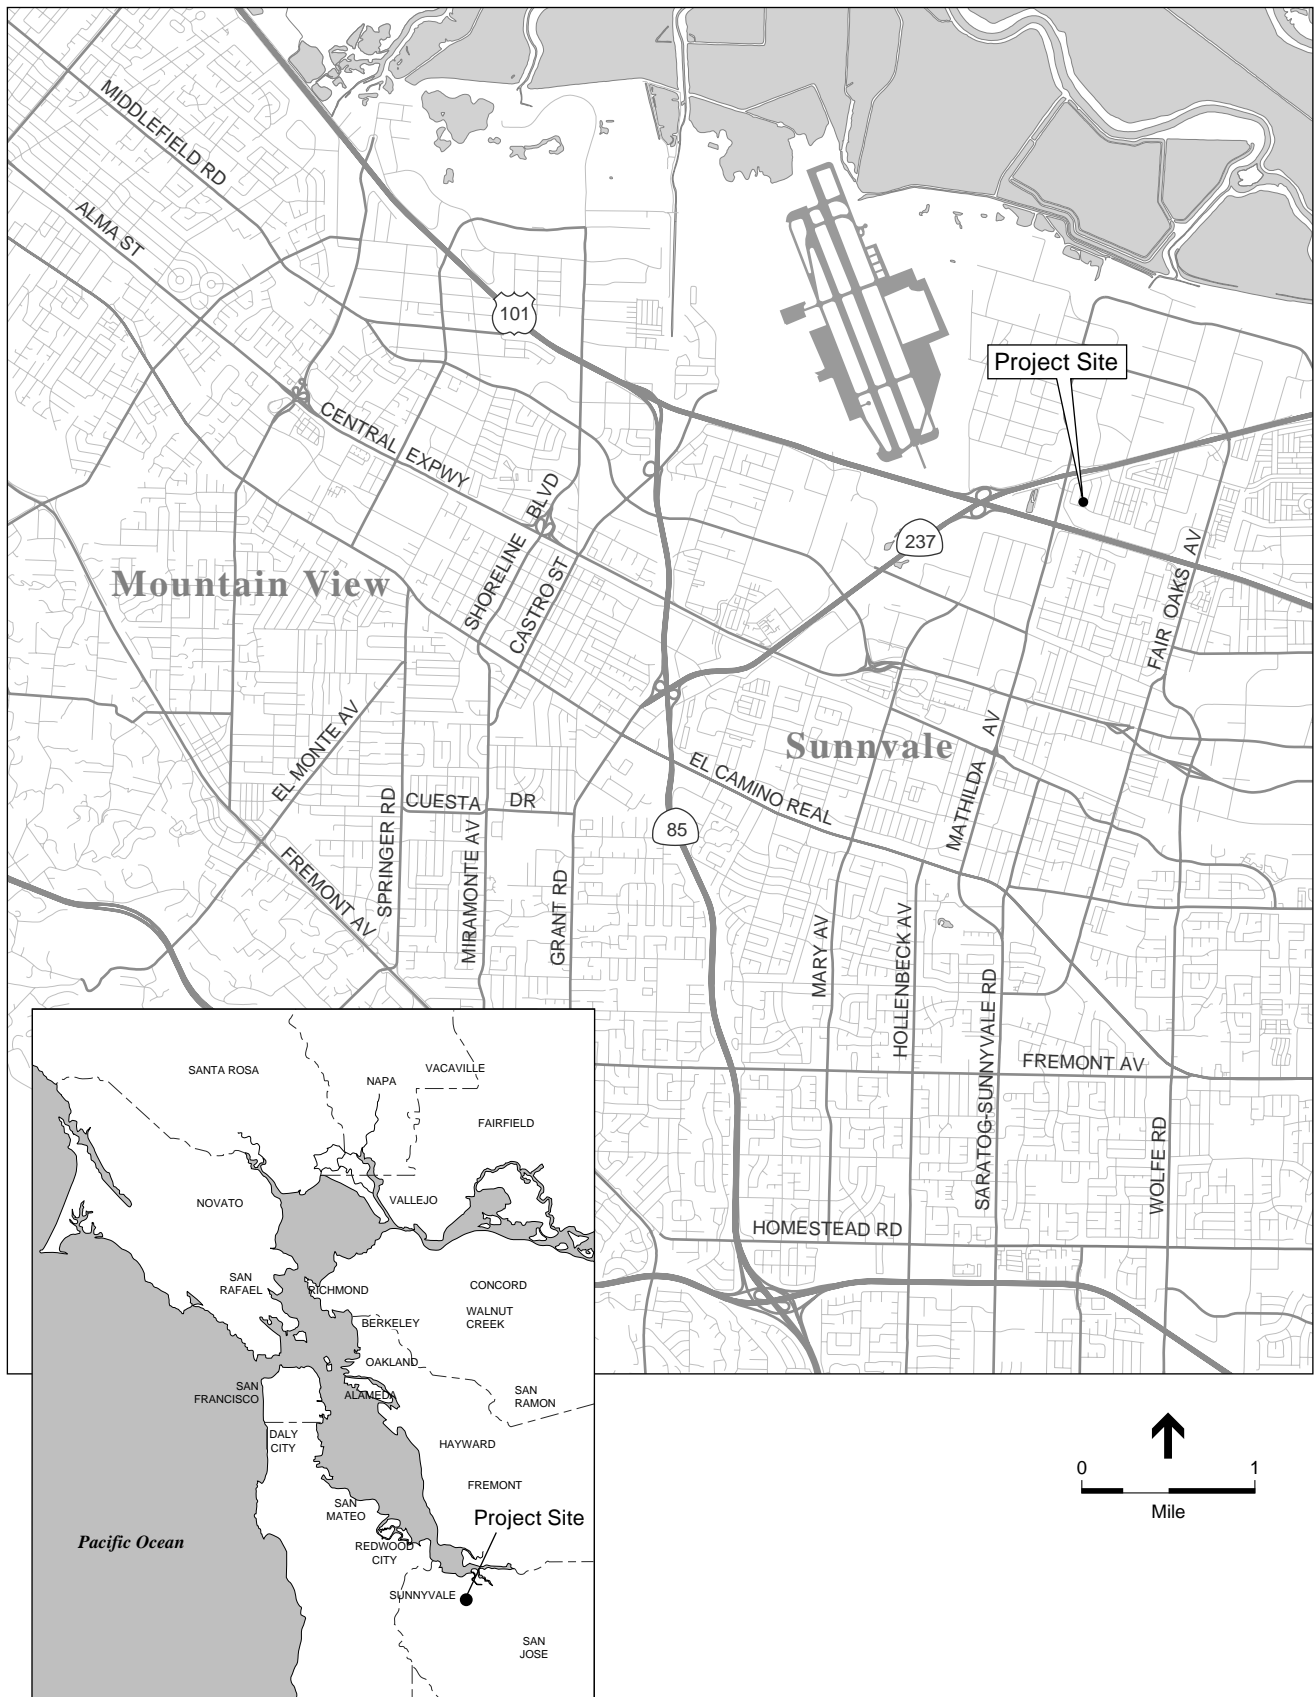 MIDDLEFIELD RD
ALMA ST
101
Project Site
CENTRAL EXPWY
SHORELINE BLVD
CASTRO ST
237
FAIR OAKS AV
Mountain View
Sunnvale
EL MONTE AV
EL CAMINO REAL
MATHILDA AV
CUESTA DR
85
SPRINGER RD
MIRAMONTE AV
FREMONT AV
GRANT RD
MARY AV
HOLLENBECK AV
SARATOG-SUNNYVALE RD
FREMONT AV
WOLFE RD
HOMESTEAD RD
SANTA ROSA
NAPA
VACAVILLE
FAIRFIELD
NOVATO
VALLEJO
SAN
RAFAEL
RICHMOND
CONCORD
WALNUT
CREEK
BERKELEY
OAKLAND
SAN
FRANCISCO
ALAMEDA
SAN
RAMON
DALY
CITY
HAYWARD
FREMONT
SAN
MATEO
Project Site
Pacific Ocean
REDWOOD
CITY
SUNNYVALE
SAN
JOSE
0 1
Mile